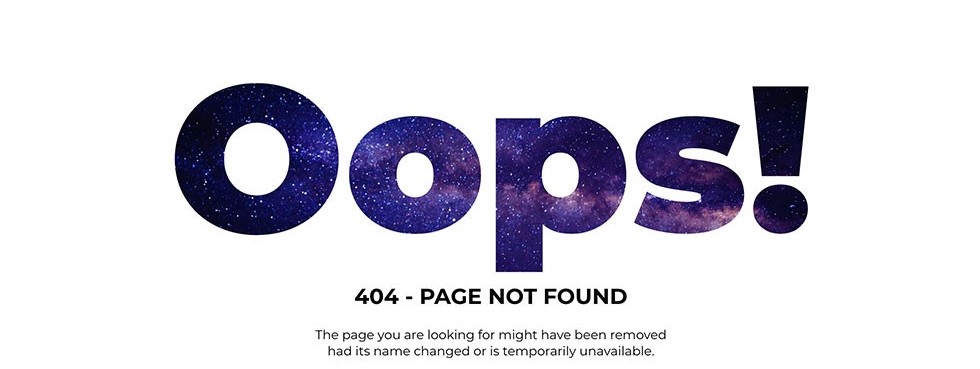 Oops!
404 - PAGE NOT FOUND
The page you are looking for might have been removed
had its name changed or is temporarily unavailable.